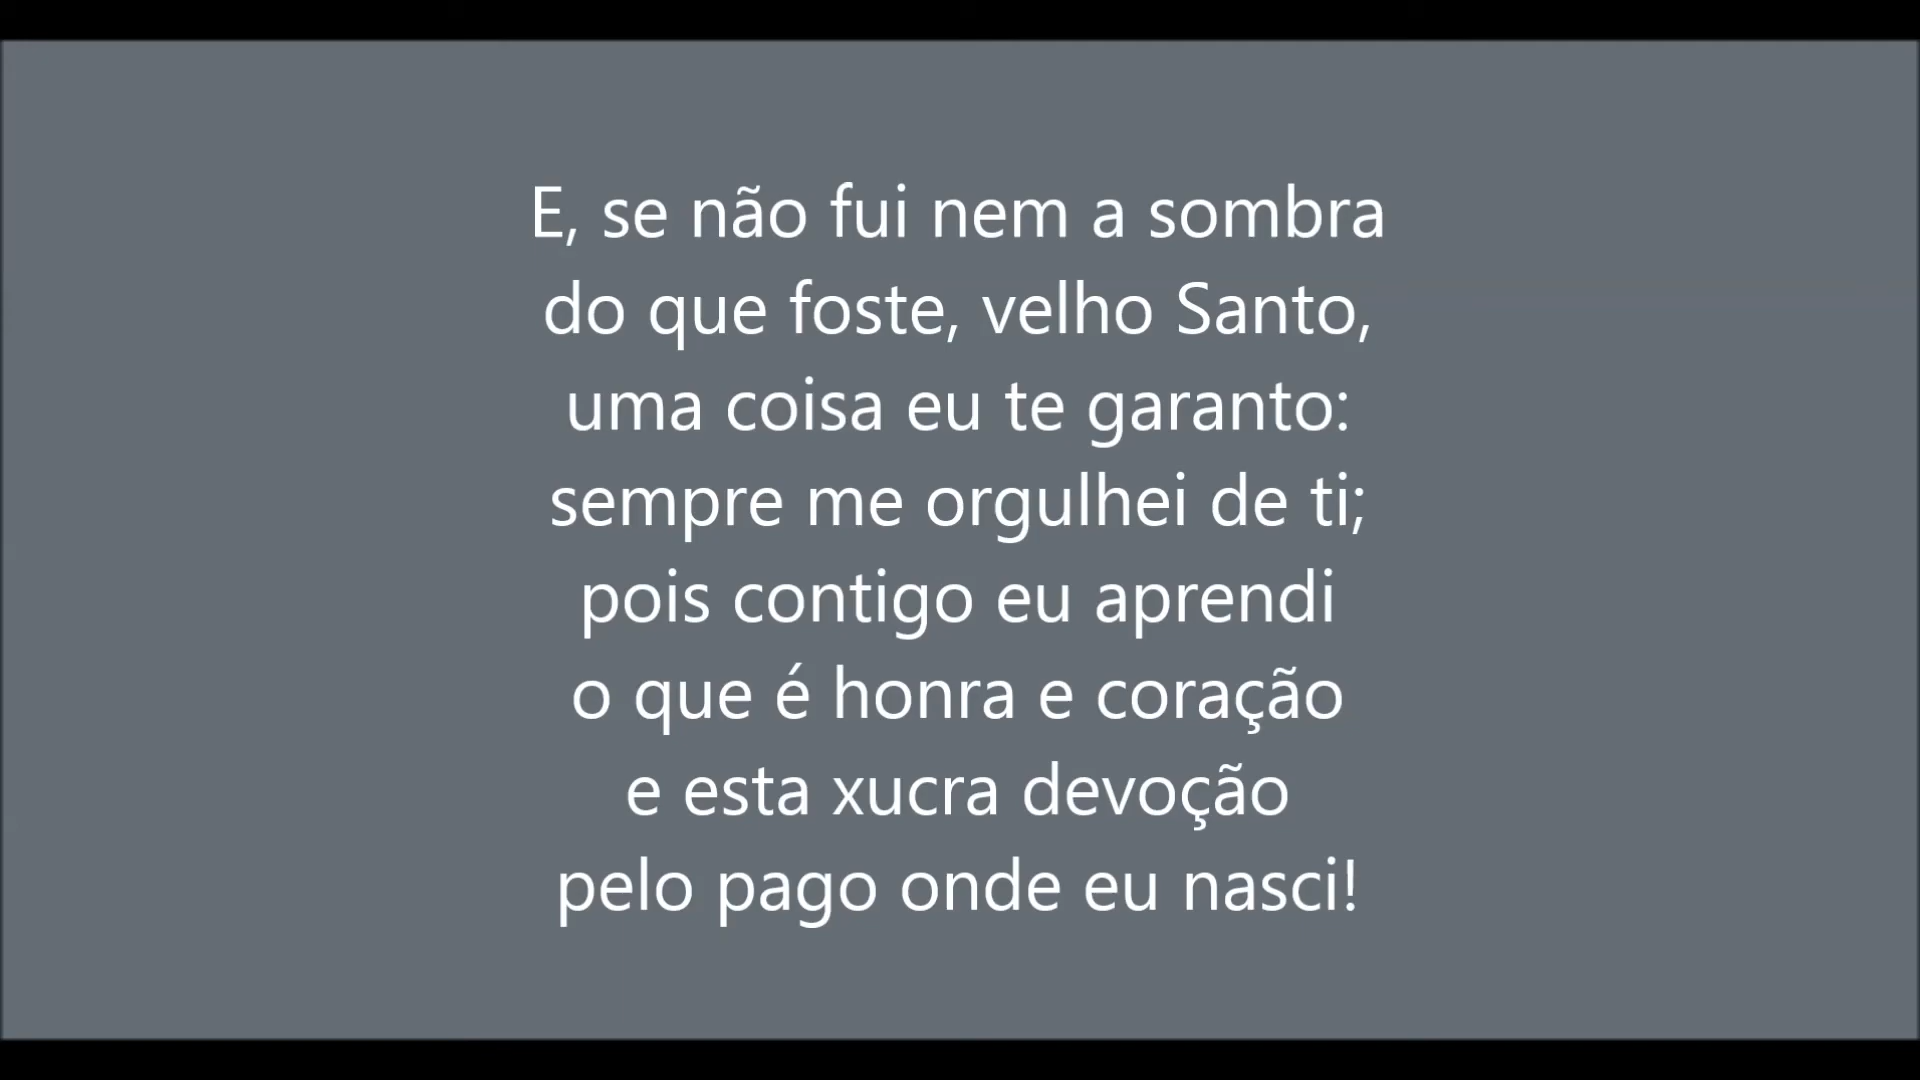 E, se não fui nem a sombra
do que foste, velho Santo,
uma coisa eu te garanto:
sempre me orgulhei de ti;
pois contigo eu aprendi
o que é honra e coração
e esta xucra devoção
pelo pago onde eu nasci!